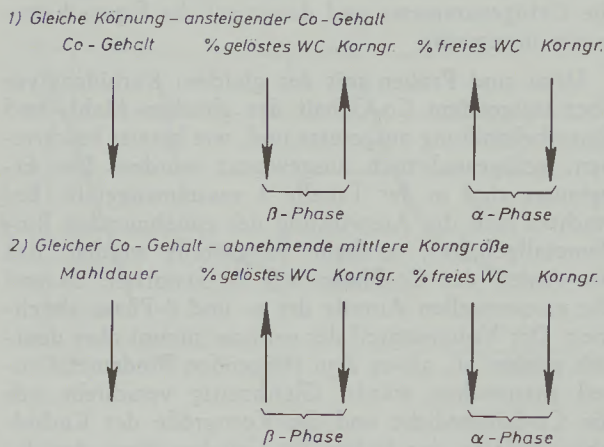 1) Gleiche Körnung – ansteigender Co-Gehalt
Co-Gehalt % gelöstes WC Korngr. % freies WC Korngr.
β-Phase α-Phase
2) Gleicher Co-Gehalt – abnehmende mittlere Korngröße
Mahldauer % gelöstes WC Korngr. % freies WC Korngr.
β-Phase α-Phase